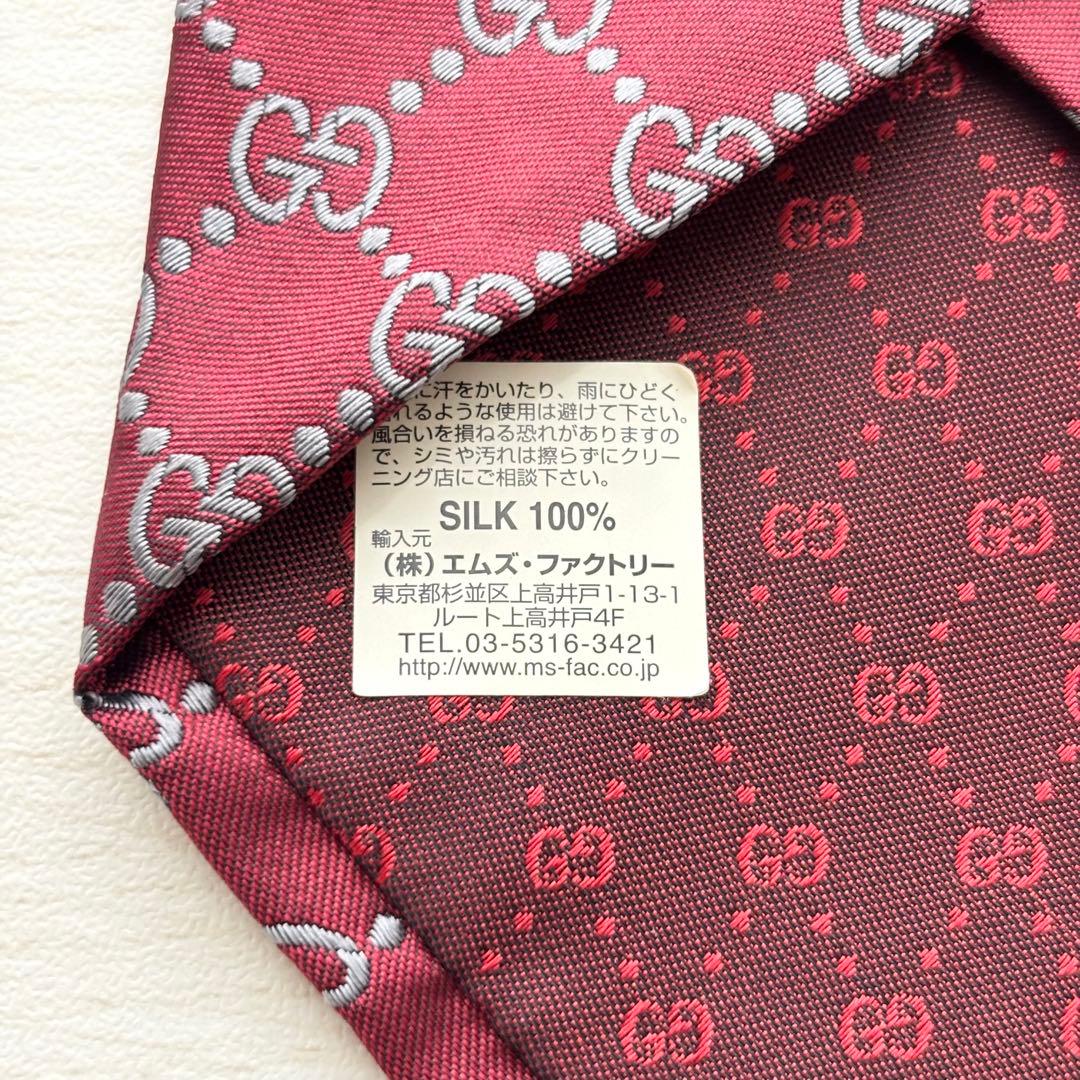 に汗をかいたり、雨にひどく
れるような使用は避けて下さい。
風合いを損ねる恐れがありますの
で、シミや汚れは擦らずにクリー
ニング店にご相談下さい。
SILK 100%
輸入元
(株)エムズ・ファクトリー
東京都杉並区上高井戸1-13-1
ルート上高井戸4F
TEL.03-5316-3421
http://www.ms-fac.co.jp